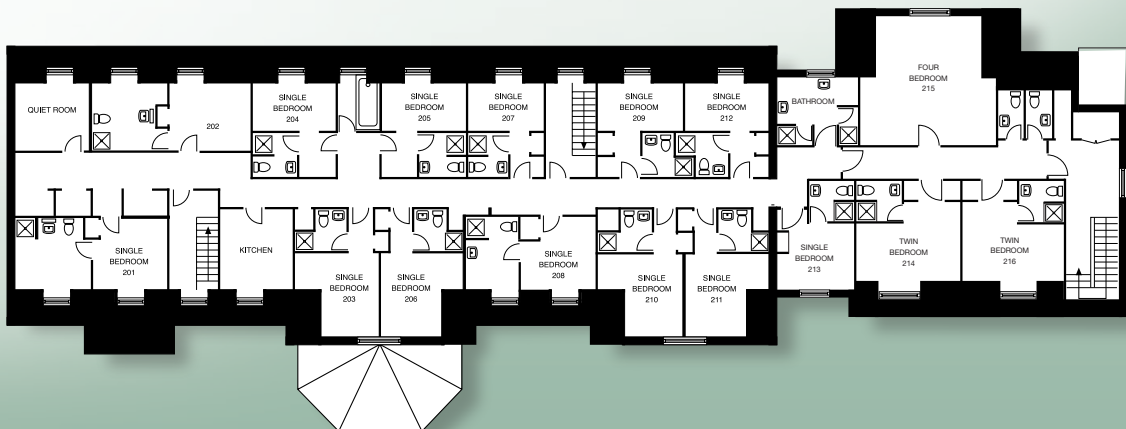 QUIET ROOM
202
SINGLE
BEDROOM
204
SINGLE
BEDROOM
205
SINGLE
BEDROOM
207
SINGLE
BEDROOM
209
SINGLE
BEDROOM
212
BATHROOM
FOUR
BEDROOM
215
SINGLE
BEDROOM
201
KITCHEN
SINGLE
BEDROOM
203
SINGLE
BEDROOM
206
SINGLE
BEDROOM
208
SINGLE
BEDROOM
210
SINGLE
BEDROOM
211
SINGLE
BEDROOM
213
TWIN
BEDROOM
214
TWIN
BEDROOM
216